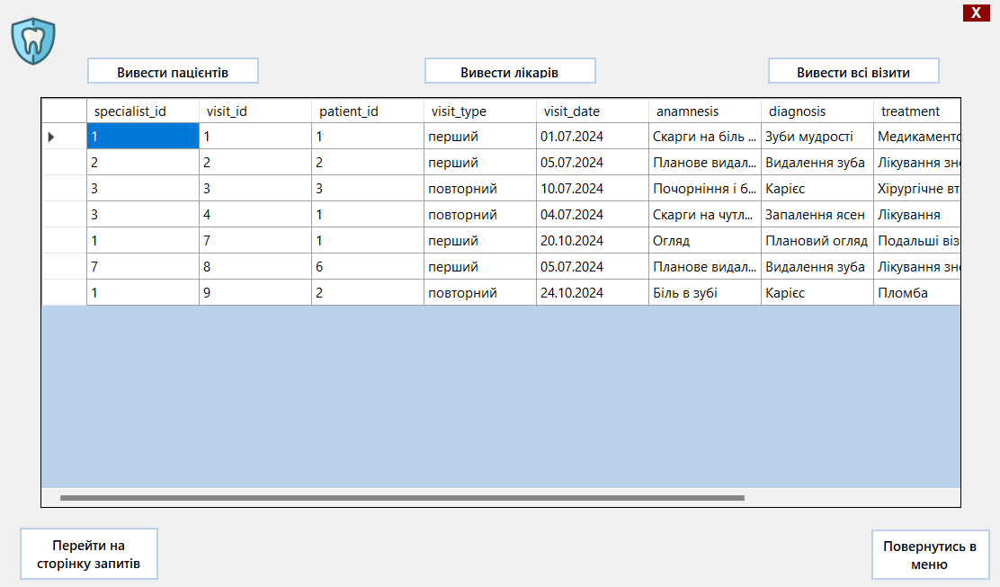 X
Вивести пацієнтів Вивести лікарів Вивести всі візити
specialist_id visit_id patient_id visit_type visit_date anamnesis diagnosis treatment
1 1 1 перший 01.07.2024 Скарги на біль ... Зуби мудрості Медикаменто
2 2 2 перший 05.07.2024 Планове видал... Видалення зуба Лікування зн
3 3 3 повторний 10.07.2024 Почорніння і б... Карієс Хірургічне вт
3 4 1 повторний 04.07.2024 Скарги на чутл... Запалення ясен Лікування
1 7 1 перший 20.10.2024 Огляд Плановий огляд Подальші віз
7 8 6 перший 05.07.2024 Планове видал... Видалення зуба Лікування зн
1 9 2 повторний 24.10.2024 Біль в зубі Карієс Пломба
Перейти на
сторінку запитів
Повернутись в
меню